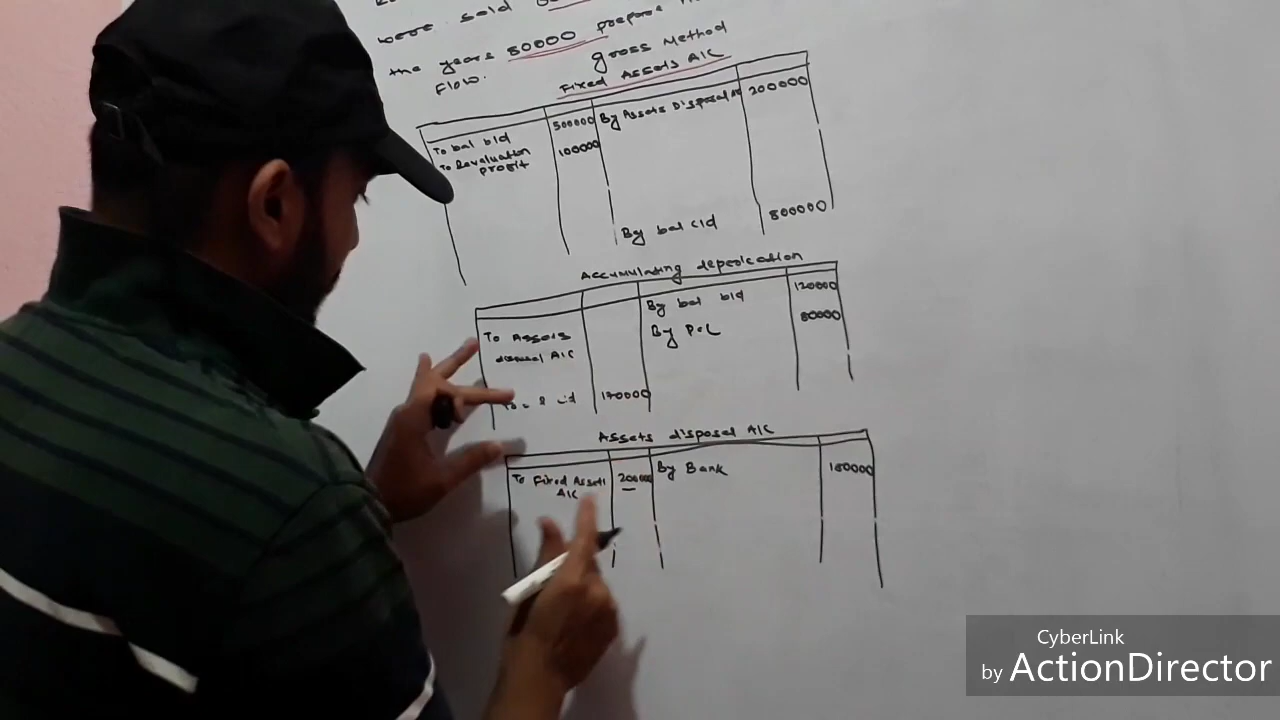 were sold
the years 80000 prepare
Flow.
gross Method
Fixed Assets A/C
To bal b/d 500000 By Assets Disposal 200000
To Revaluation 100000
profit
By bal c/d 800000
Accumulating deperication
By bal b/d 120000
To Assets By P&L 80000
disposal A/C
c/d 170000
Assets disposal A/C
To Fixed Assets 200000 By Bank 180000
A/C
CyberLink
by ActionDirector